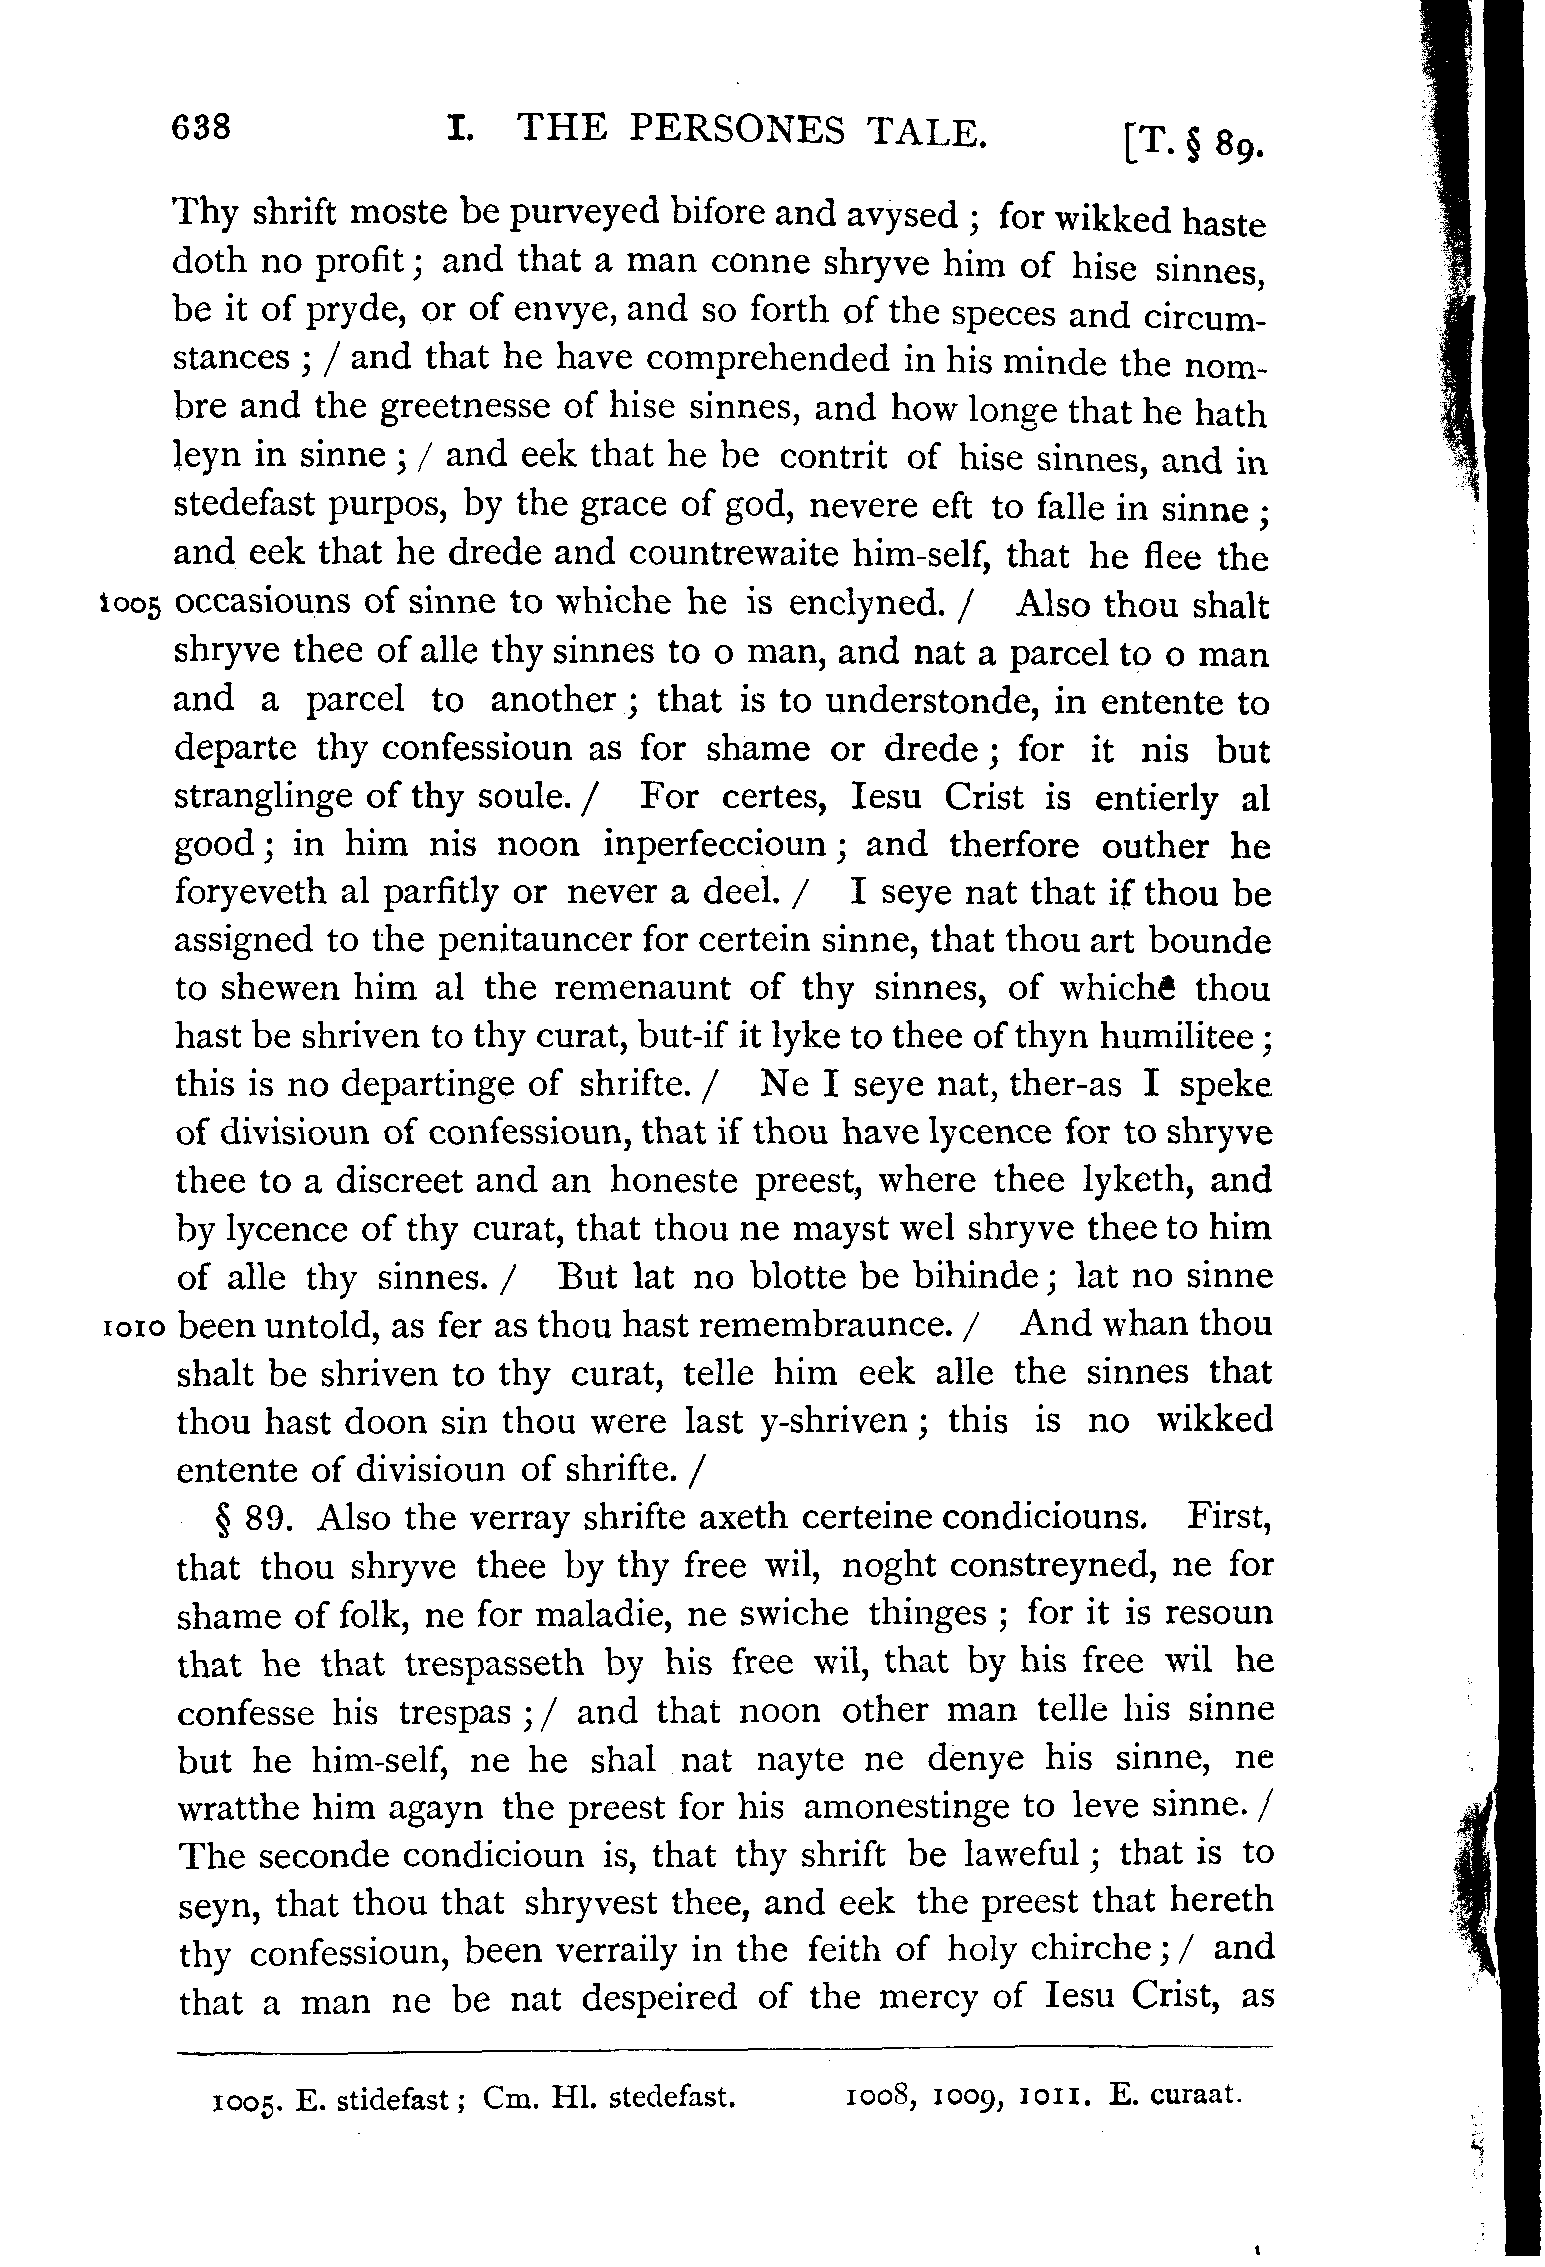 638 I. THE PERSONES TALE. [T. § 89.
Thy shrift moste be purveyed bifore and avysed ; for wikked haste
doth no profit ; and that a man conne shryve him of hise sinnes,
be it of pryde, or of envye, and so forth of the speces and circum-
stances ; / and that he have comprehended in his minde the nom-
bre and the greetnesse of hise sinnes, and how longe that he hath
leyn in sinne ; / and eek that he be contrit of hise sinnes, and in
stedefast purpos, by the grace of god, nevere eft to falle in sinne ;
and eek that he drede and countrewaite him-self, that he flee the
1005 occasiouns of sinne to whiche he is enclyned. / Also thou shalt
shryve thee of alle thy sinnes to o man, and nat a parcel to o man
and a parcel to another ; that is to understonde, in entente to
departe thy confessioun as for shame or drede ; for it nis but
stranglinge of thy soule. / For certes, Iesu Crist is entierly al
good ; in him nis noon inperfeccioun ; and therfore outher he
foryeveth al parfitly or never a deel. / I seye nat that if thou be
assigned to the penitauncer for certein sinne, that thou art bounde
to shewen him al the remenaunt of thy sinnes, of whiche thou
hast be shriven to thy curat, but-if it lyke to thee of thyn humilitee ;
this is no departinge of shrifte. / Ne I seye nat, ther-as I speke
of divisioun of confessioun, that if thou have lycence for to shryve
thee to a discreet and an honeste preest, where thee lyketh, and
by lycence of thy curat, that thou ne mayst wel shryve thee to him
of alle thy sinnes. / But lat no blotte be bihinde ; lat no sinne
1010 been untold, as fer as thou hast remembraunce. / And whan thou
shalt be shriven to thy curat, telle him eek alle the sinnes that
thou hast doon sin thou were last y-shriven ; this is no wikked
entente of divisioun of shrifte. /
§ 89. Also the verray shrifte axeth certeine condiciouns. First,
that thou shryve thee by thy free wil, noght constreyned, ne for
shame of folk, ne for maladie, ne swiche thinges ; for it is resoun
that he that trespasseth by his free wil, that by his free wil he
confesse his trespas ; / and that noon other man telle his sinne
but he him-self, ne he shal nat nayte ne denye his sinne, ne
wratthe him agayn the preest for his amonestinge to leve sinne. /
The seconde condicioun is, that thy shrift be laweful ; that is to
seyn, that thou that shryvest thee, and eek the preest that hereth
thy confessioun, been verraily in the feith of holy chirche ; / and
that a man ne be nat despeired of the mercy of Iesu Crist, as
1005. E. stidefast ; Cm. Hl. stedefast. 1008, 1009, 1011. E. curaat.